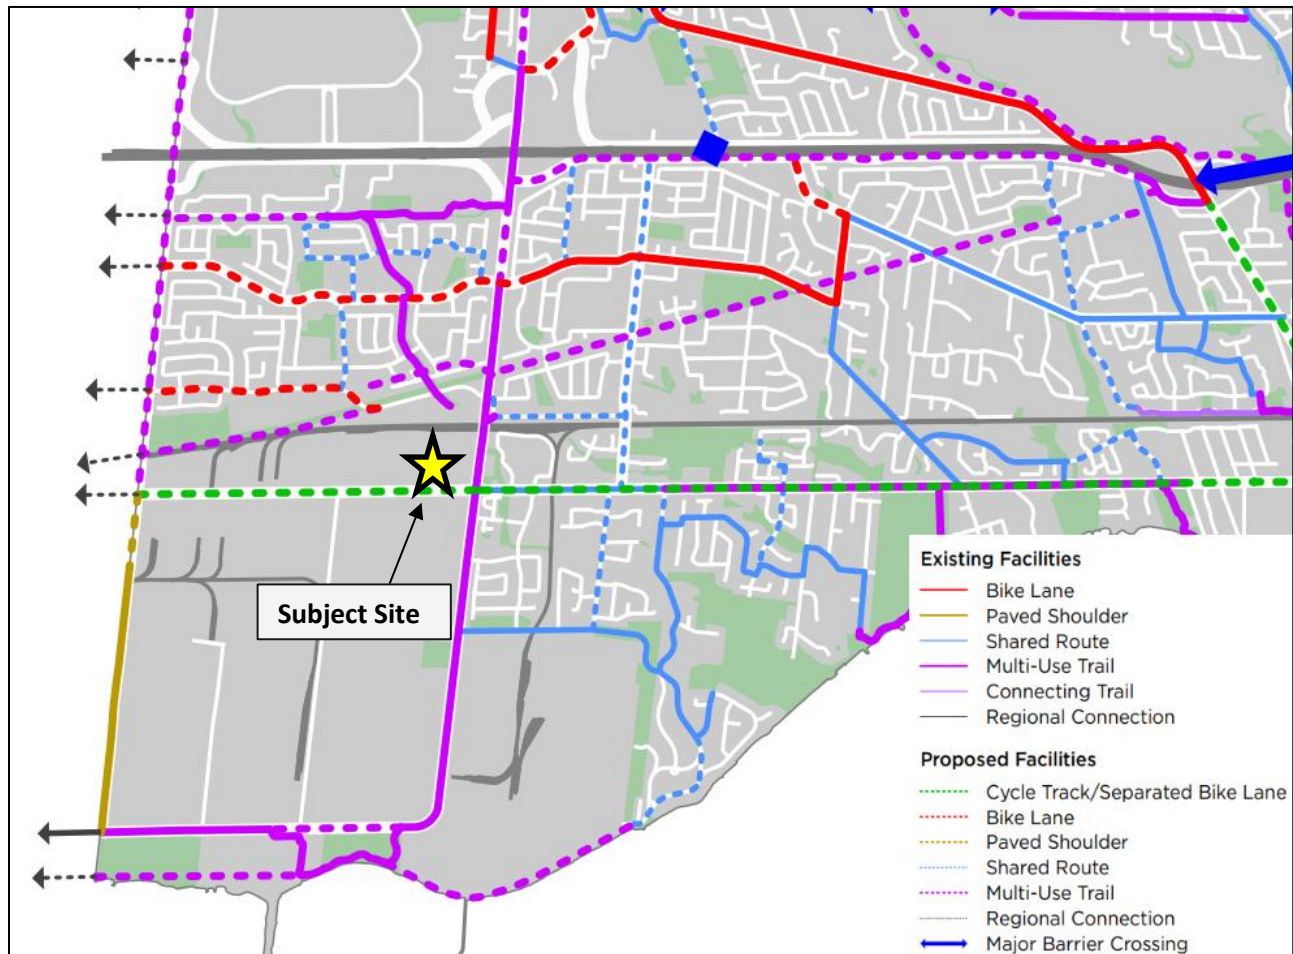 Subject Site
Existing Facilities
Bike Lane
Paved Shoulder
Shared Route
Multi-Use Trail
Connecting Trail
Regional Connection
Proposed Facilities
Cycle Track/Separated Bike Lane
Bike Lane
Paved Shoulder
Shared Route
Multi-Use Trail
Regional Connection
Major Barrier Crossing